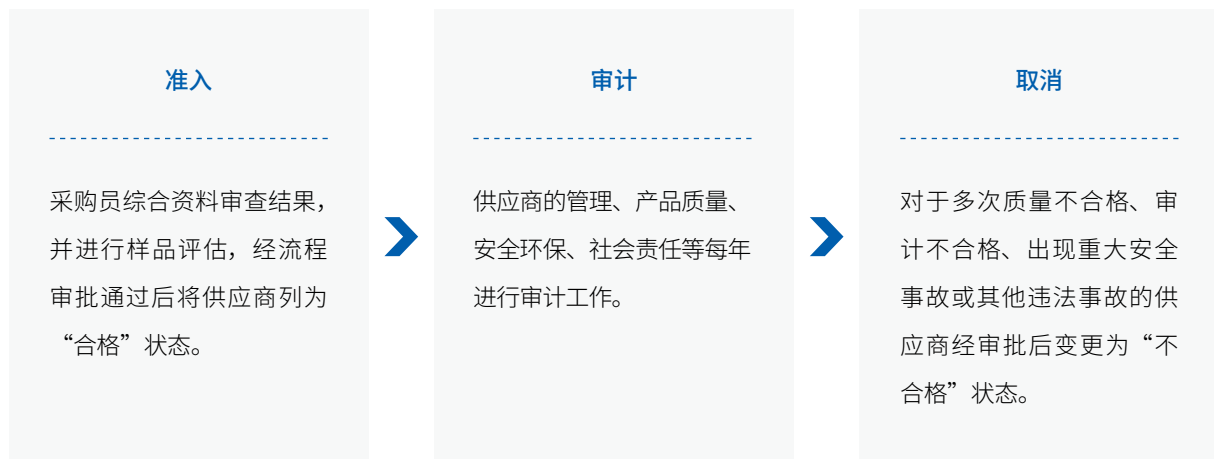 准入
采购员综合资料审查结果，
并进行样品评估，经流程
审批通过后将供应商列为
“合格”状态。
审计
供应商的管理、产品质量、
安全环保、社会责任等每年
进行审计工作。
取消
对于多次质量不合格、审
计不合格、出现重大安全
事故或其他违法事故的供
应商经审批后变更为“不
合格”状态。